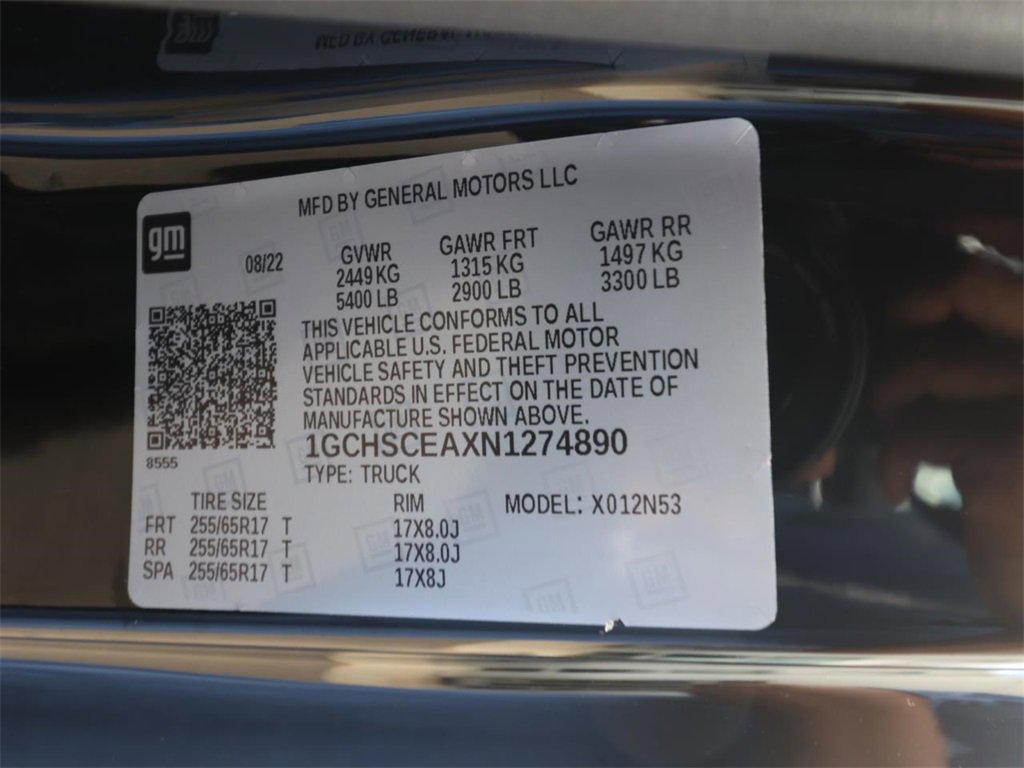 MFD BY GENERAL MOTORS LLC
gm
08/22
GVWR GAWR FRT GAWR RR
2449 KG 1315 KG 1497 KG
5400 LB 2900 LB 3300 LB
THIS VEHICLE CONFORMS TO ALL
APPLICABLE U.S. FEDERAL MOTOR
VEHICLE SAFETY AND THEFT PREVENTION
STANDARDS IN EFFECT ON THE DATE OF
MANUFACTURE SHOWN ABOVE.
1GCHSCEAXN1274890
8555
TYPE: TRUCK
TIRE SIZE RIM MODEL: X012N53
FRT 255/65R17 T 17X8.0J
RR 255/65R17 T 17X8.0J
SPA 255/65R17 T 17X8J